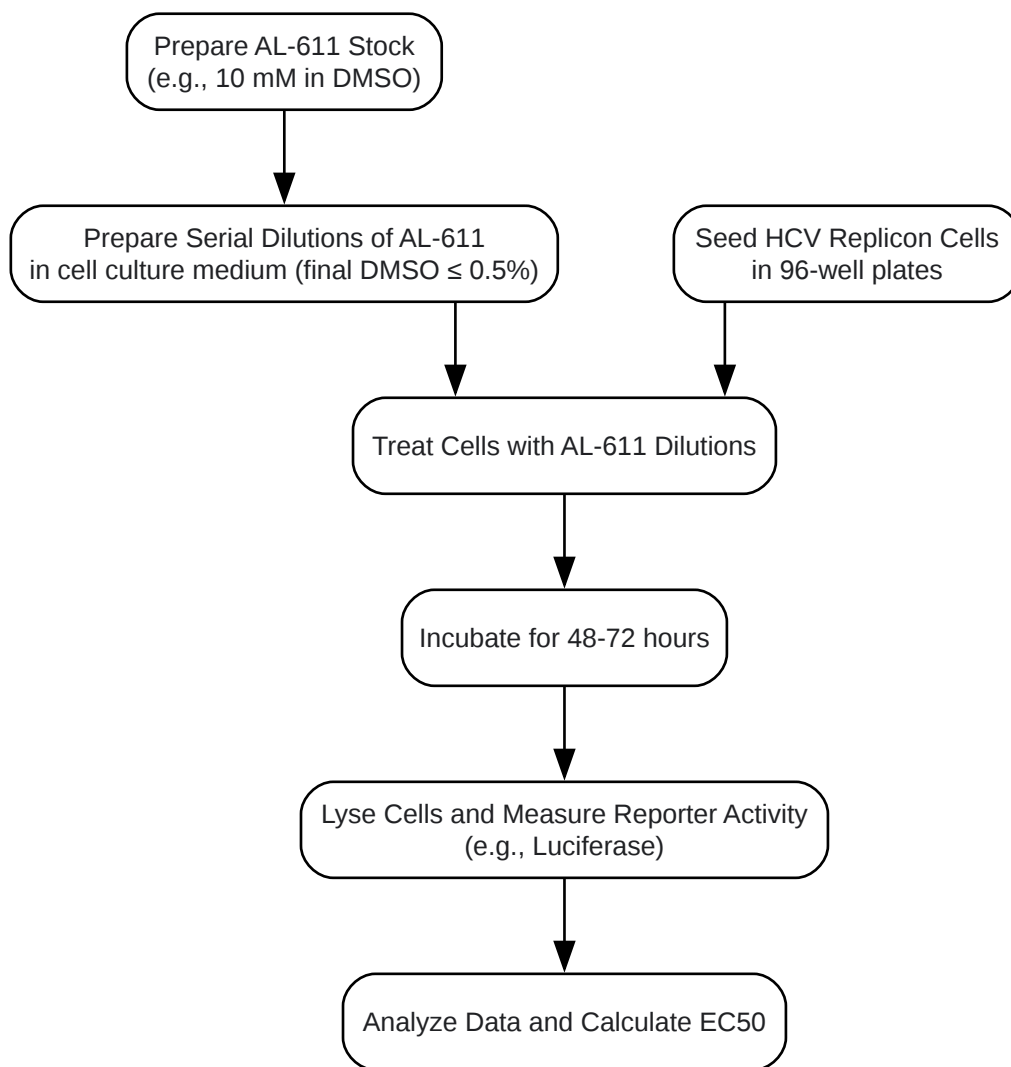 Prepare AL-611 Stock
(e.g., 10 mM in DMSO)
Prepare Serial Dilutions of AL-611
in cell culture medium (final DMSO ≤ 0.5%)
Seed HCV Replicon Cells
in 96-well plates
Treat Cells with AL-611 Dilutions
Incubate for 48-72 hours
Lyse Cells and Measure Reporter Activity
(e.g., Luciferase)
Analyze Data and Calculate EC50